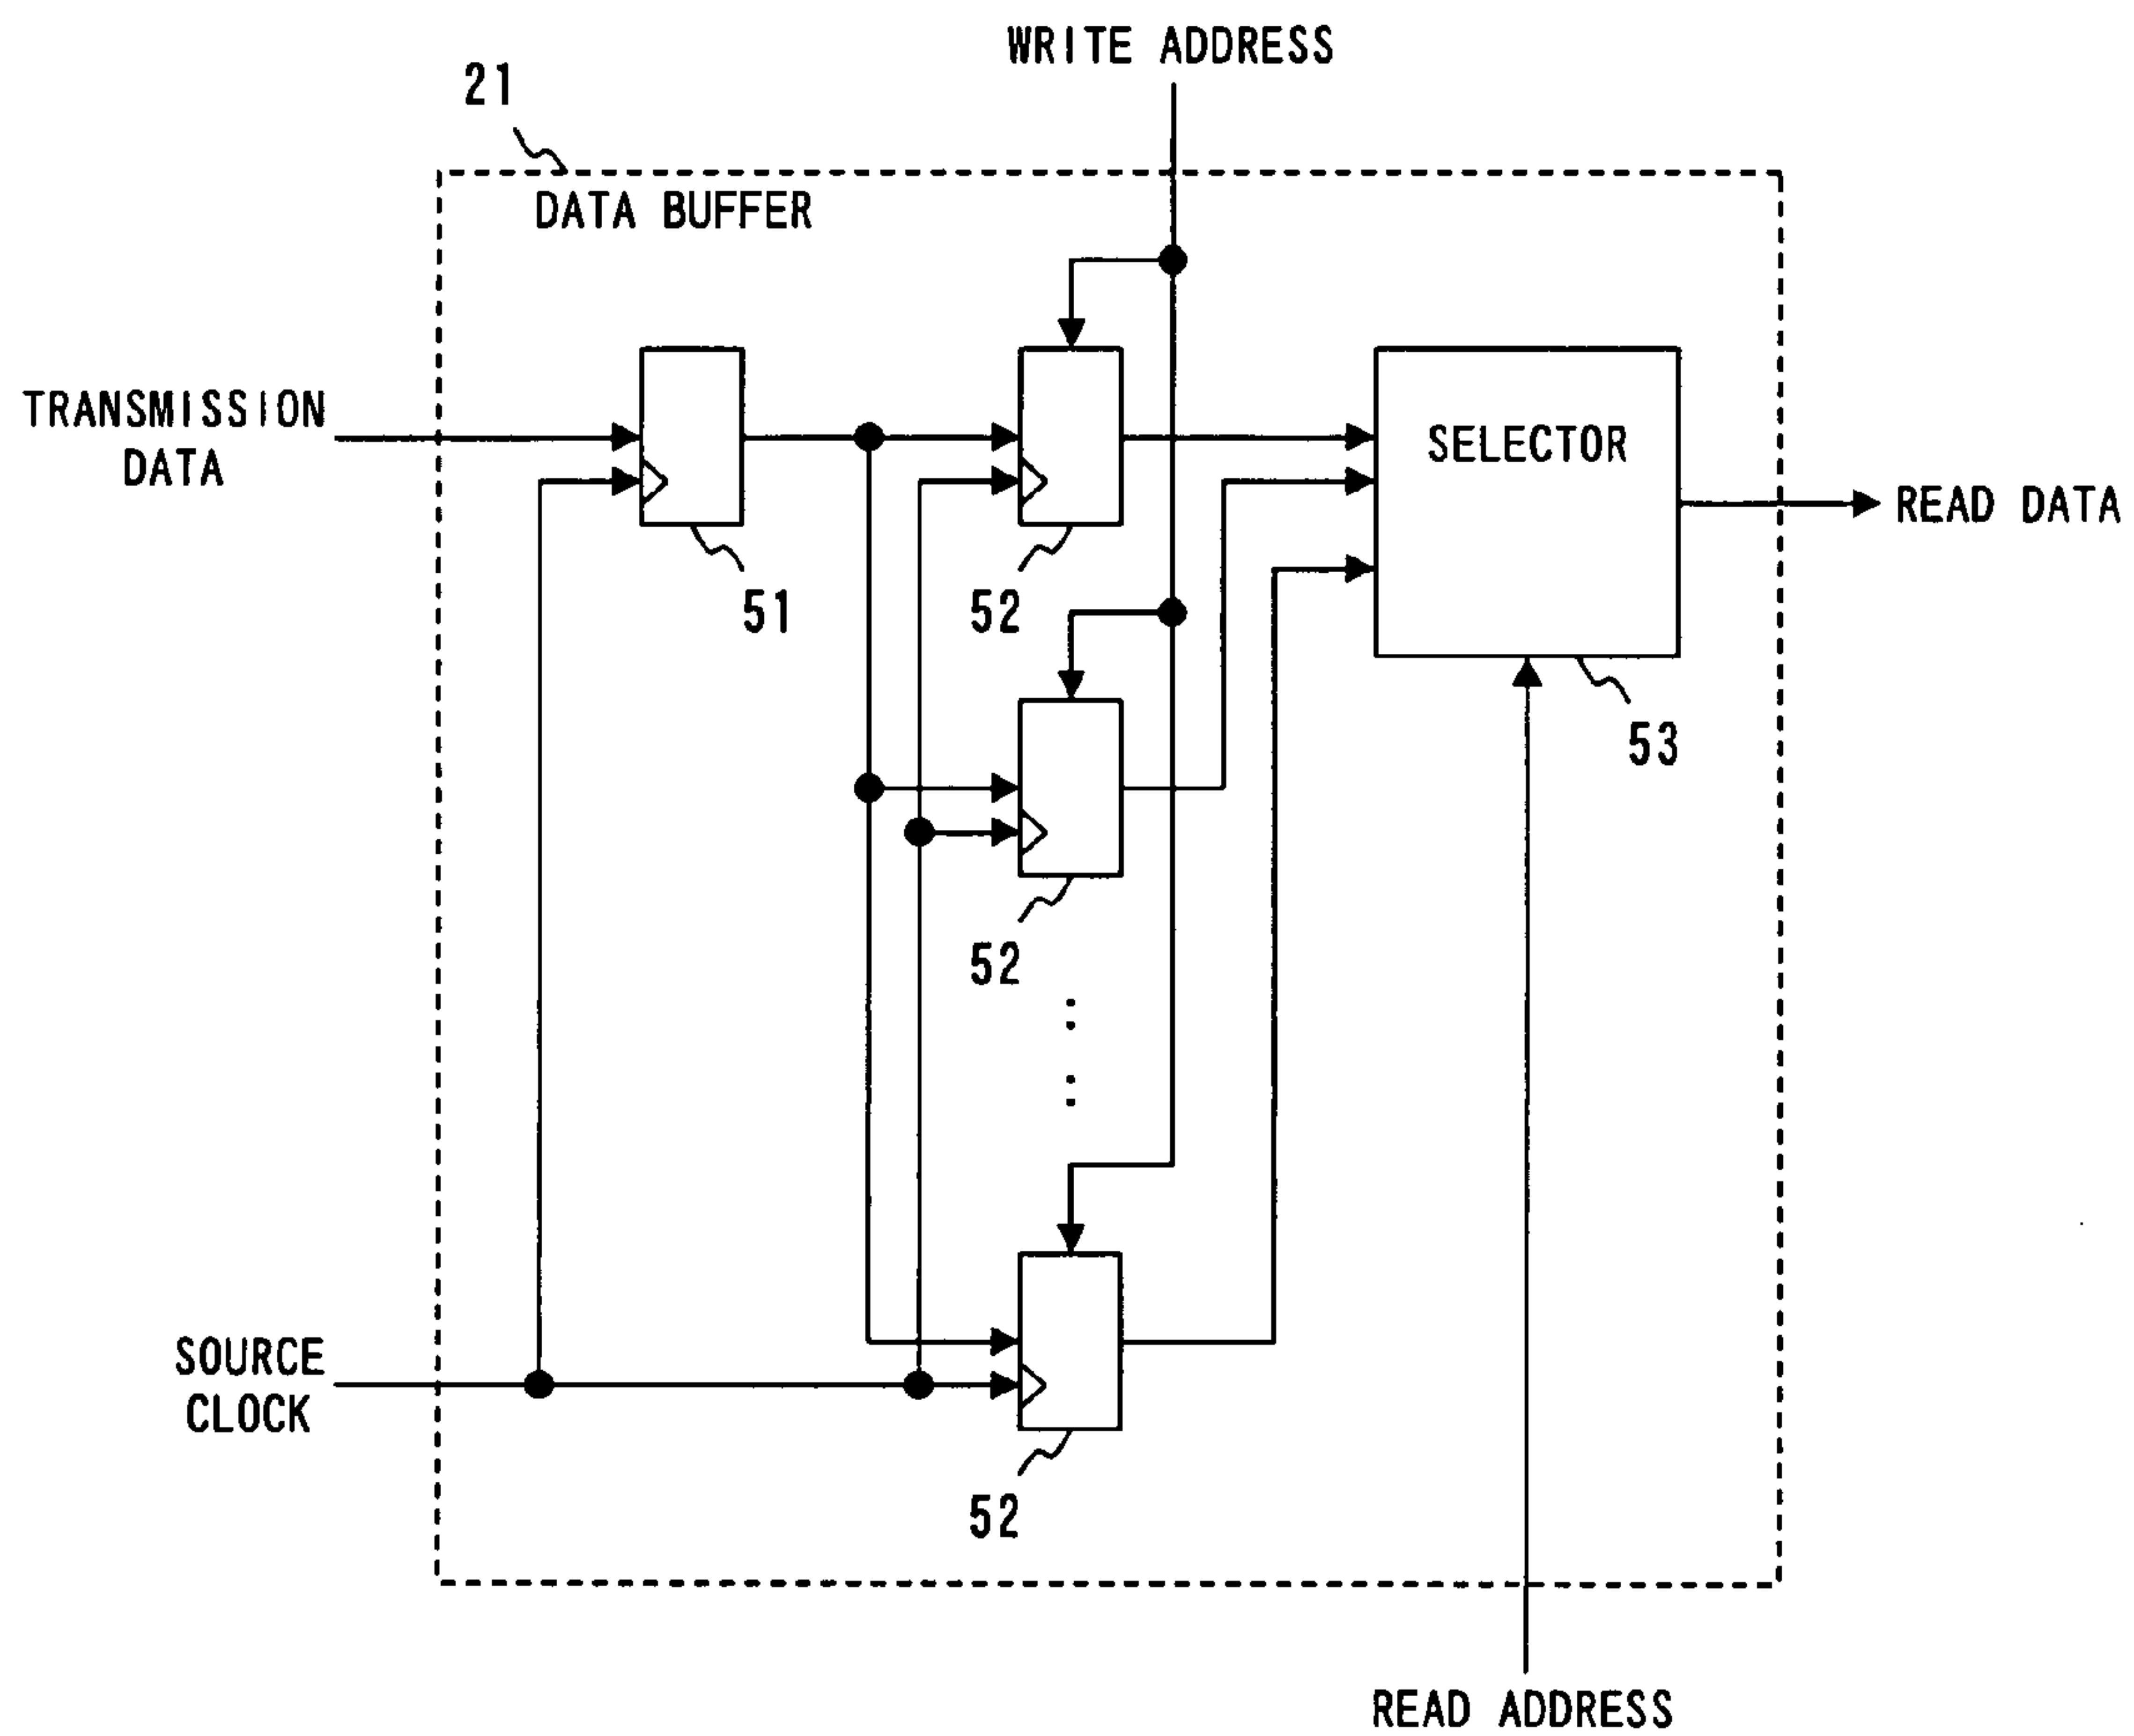 WRITE ADDRESS
21
DATA BUFFER
TRANSMISSION
DATA
SELECTOR
READ DATA
51
52
53
52
SOURCE
CLOCK
52
READ ADDRESS